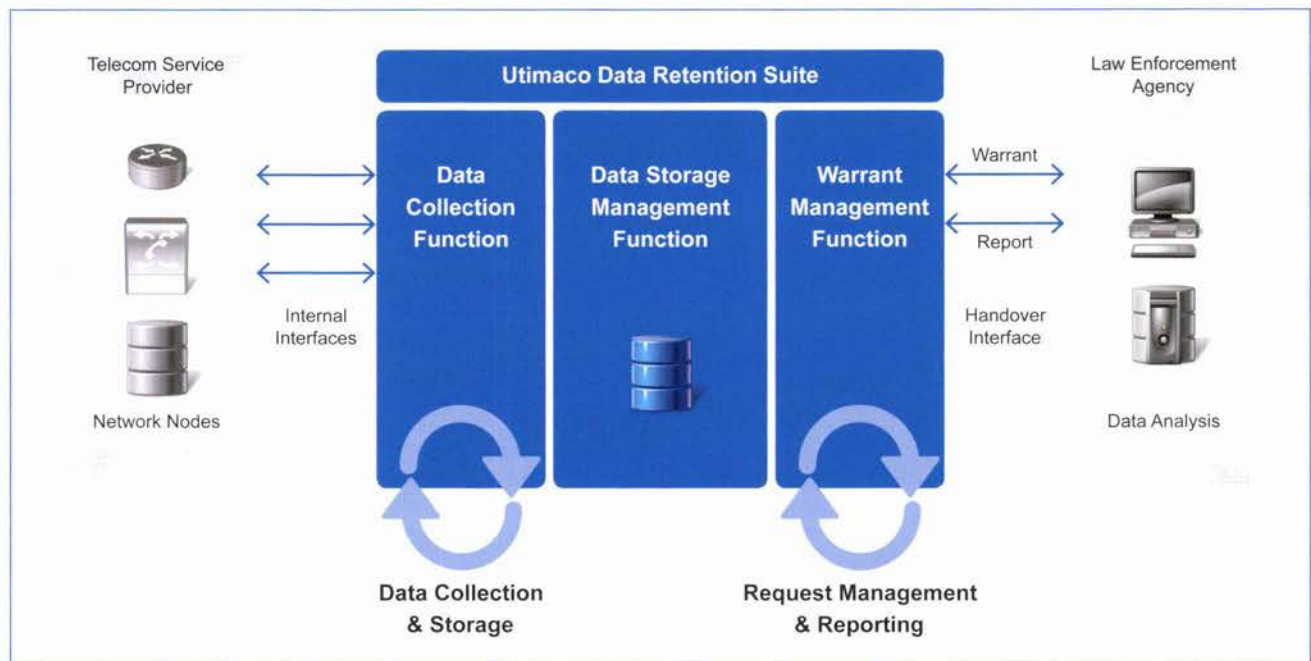 Telecom Service
Provider
Utimaco Data Retention Suite
Law Enforcement
Agency
Data
Collection
Function
Data Storage
Management
Function
Warrant
Management
Function
Warrant
Report
Internal
Interfaces
Handover
Interface
Network Nodes
Data Analysis
Data Collection
& Storage
Request Management
& Reporting